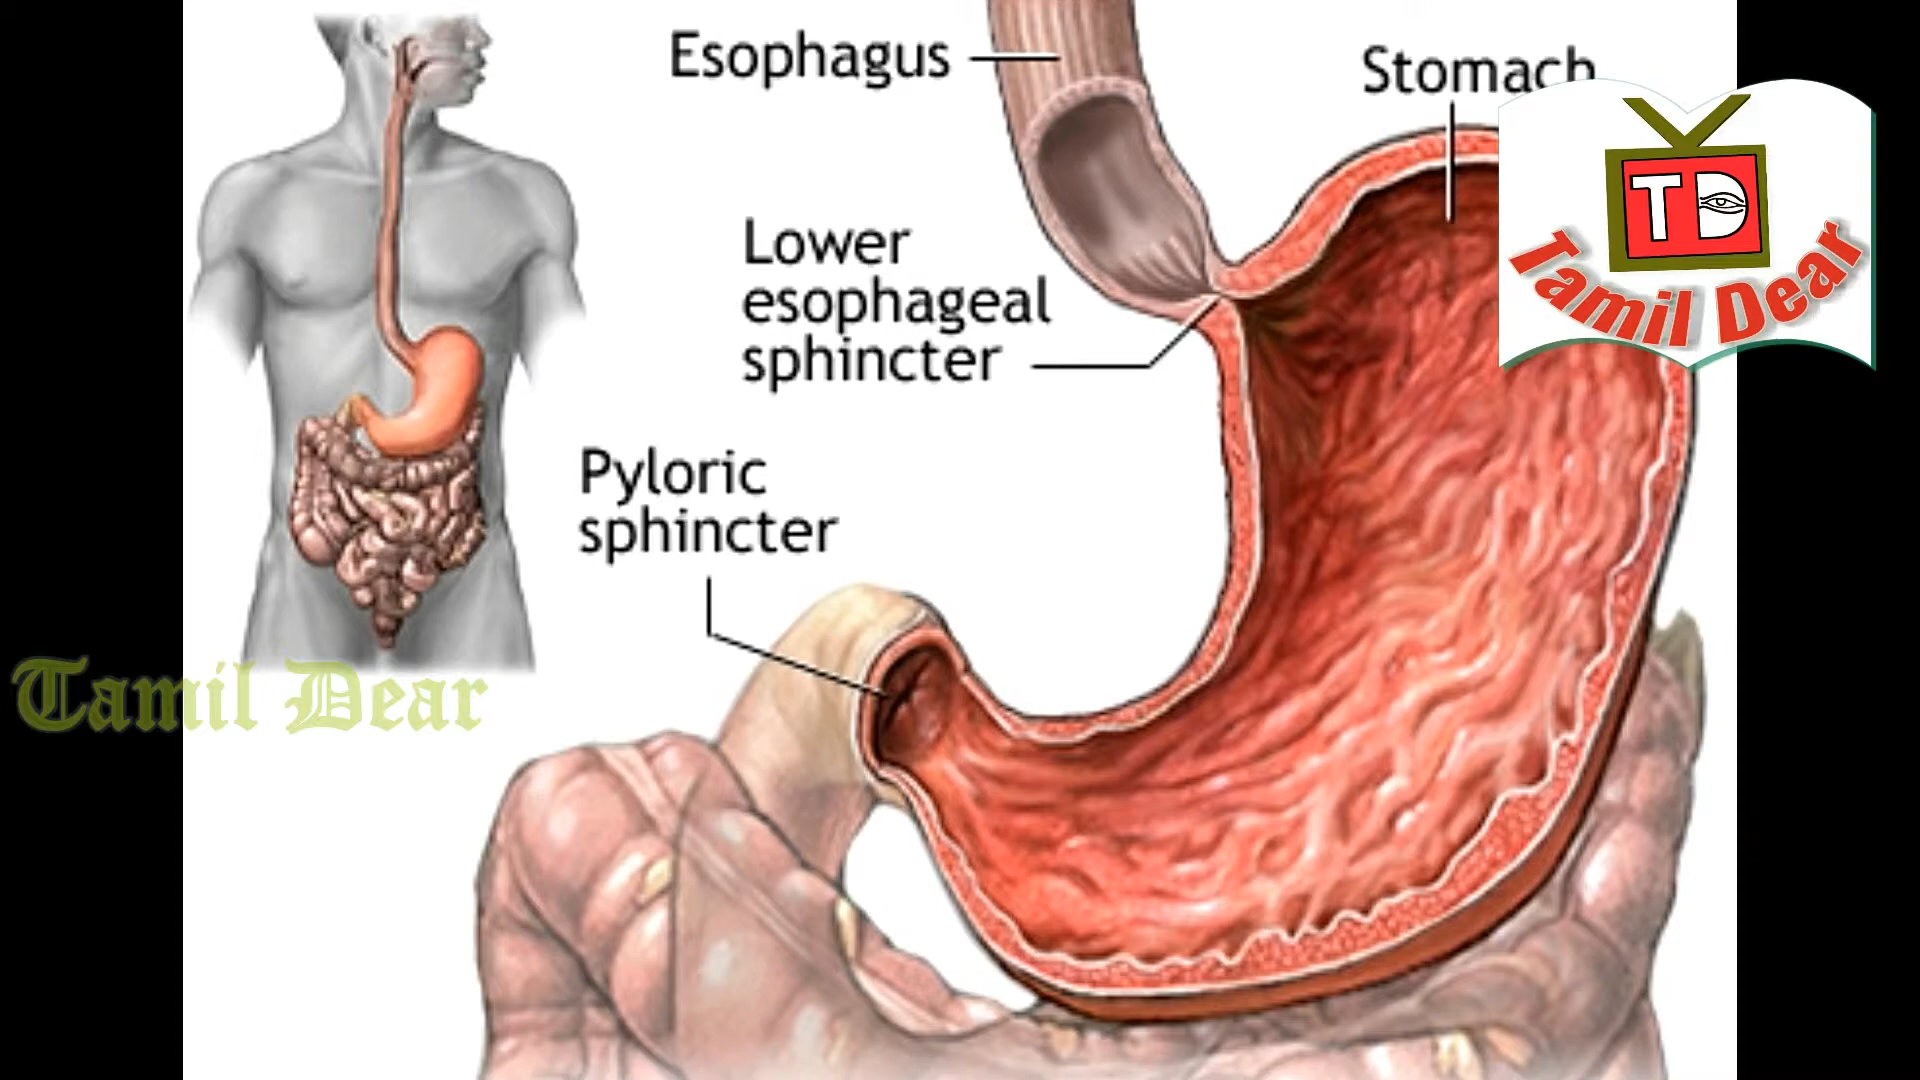 Esophagus
Stomach
Lower
esophageal
sphincter
Pyloric
sphincter
TD
Tamil Dear
Tamil Dear